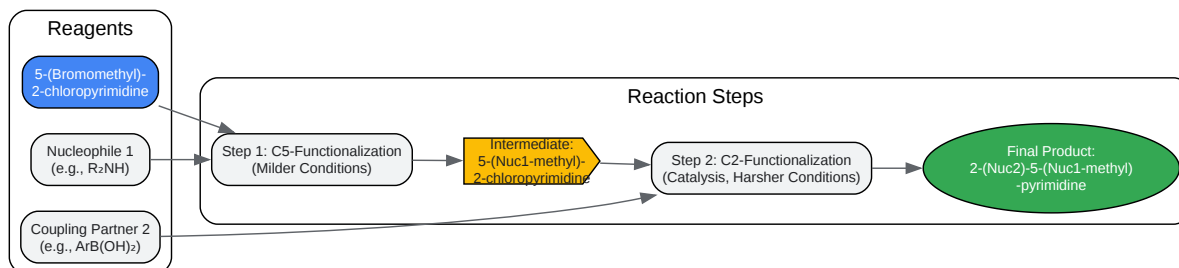 Reagents
5-(Bromomethyl)-
2-chloropyrimidine
Nucleophile 1
(e.g., R₂NH)
Coupling Partner 2
(e.g., ArB(OH)₂)
Reaction Steps
Step 1: C5-Functionalization
(Milder Conditions)
Intermediate:
5-(Nuc1-methyl)-
2-chloropyrimidine
Step 2: C2-Functionalization
(Catalysis, Harsher Conditions)
Final Product:
2-(Nuc2)-5-(Nuc1-methyl)
-pyrimidine